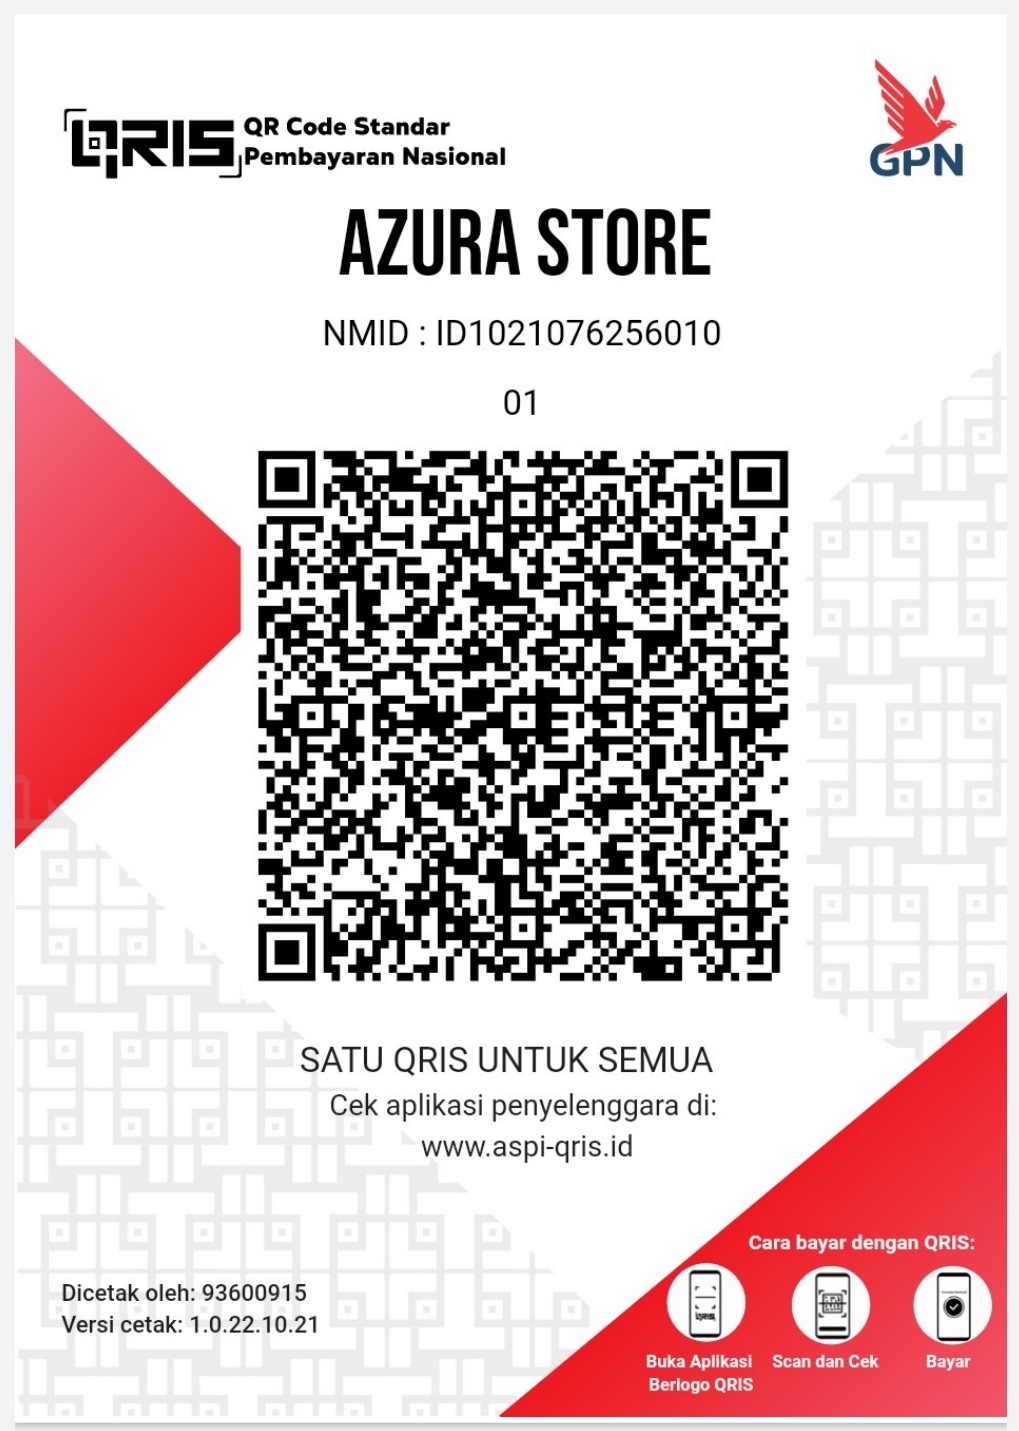 QRIS
QR Code Standar
Pembayaran Nasional
GPN
AZURA STORE
NMID : ID1021076256010
01
SATU QRIS UNTUK SEMUA
Cek aplikasi penyelenggara di:
www.aspi-qris.id
Cara bayar dengan QRIS:
Buka Aplikasi
Berlogo QRIS
Scan dan Cek
Bayar
Dicetak oleh: 93600915
Versi cetak: 1.0.22.10.21